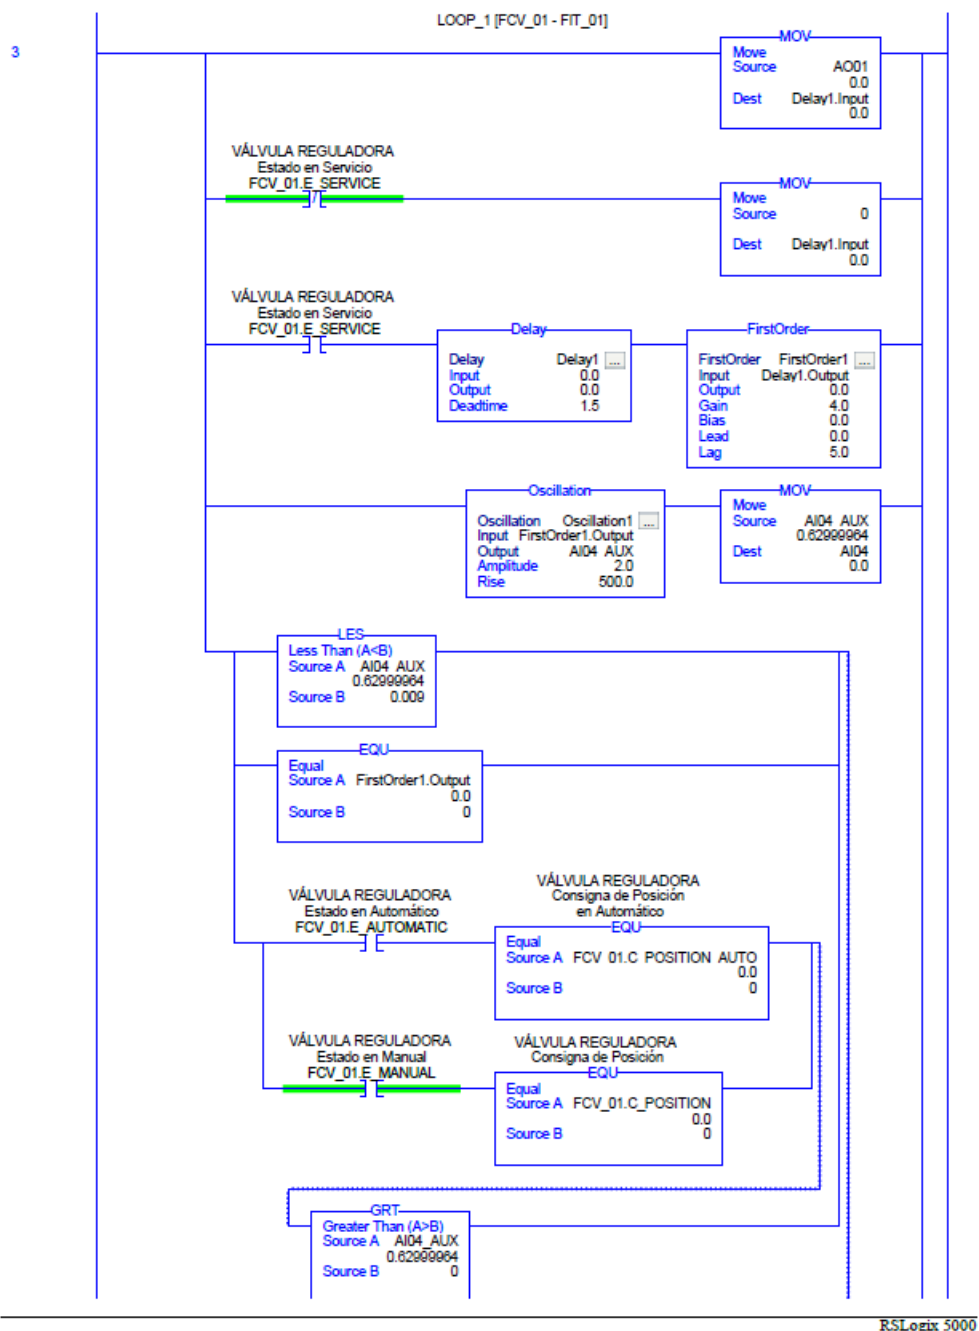 LOOP_1 [FCV_01 - FIT_01]
3
MOV
Move
Source AO01
0.0
Dest Delay1.Input
0.0
VÁLVULA REGULADORA
Estado en Servicio
FCV_01.E_SERVICE
MOV
Move
Source 0
Dest Delay1.Input
0.0
VÁLVULA REGULADORA
Estado en Servicio
FCV_01.E_SERVICE
Delay
Delay Delay1 ...
Input 0.0
Output 0.0
Deadtime 1.5
FirstOrder
FirstOrder FirstOrder1 ...
Input Delay1.Output
Output 0.0
Gain 4.0
Bias 0.0
Lead 0.0
Lag 5.0
Oscillation
Oscillation Oscillation1 ...
Input FirstOrder1.Output
Output AI04_AUX
Amplitude 2.0
Rise 500.0
MOV
Move
Source AI04_AUX
0.62999964
Dest AI04
0.0
LES
Less Than (A<B)
Source A AI04_AUX
0.62999964
Source B 0.009
EQU
Equal
Source A FirstOrder1.Output
0.0
Source B 0
VÁLVULA REGULADORA
Estado en Automático
FCV_01.E_AUTOMATIC
VÁLVULA REGULADORA
Consigna de Posición
en Automático
EQU
Equal
Source A FCV_01.C_POSITION_AUTO
0.0
Source B 0
VÁLVULA REGULADORA
Estado en Manual
FCV_01.E_MANUAL
VÁLVULA REGULADORA
Consigna de Posición
EQU
Equal
Source A FCV_01.C_POSITION
0.0
Source B 0
GRT
Greater Than (A>B)
Source A AI04_AUX
0.62999964
Source B 0
RSLogix 5000